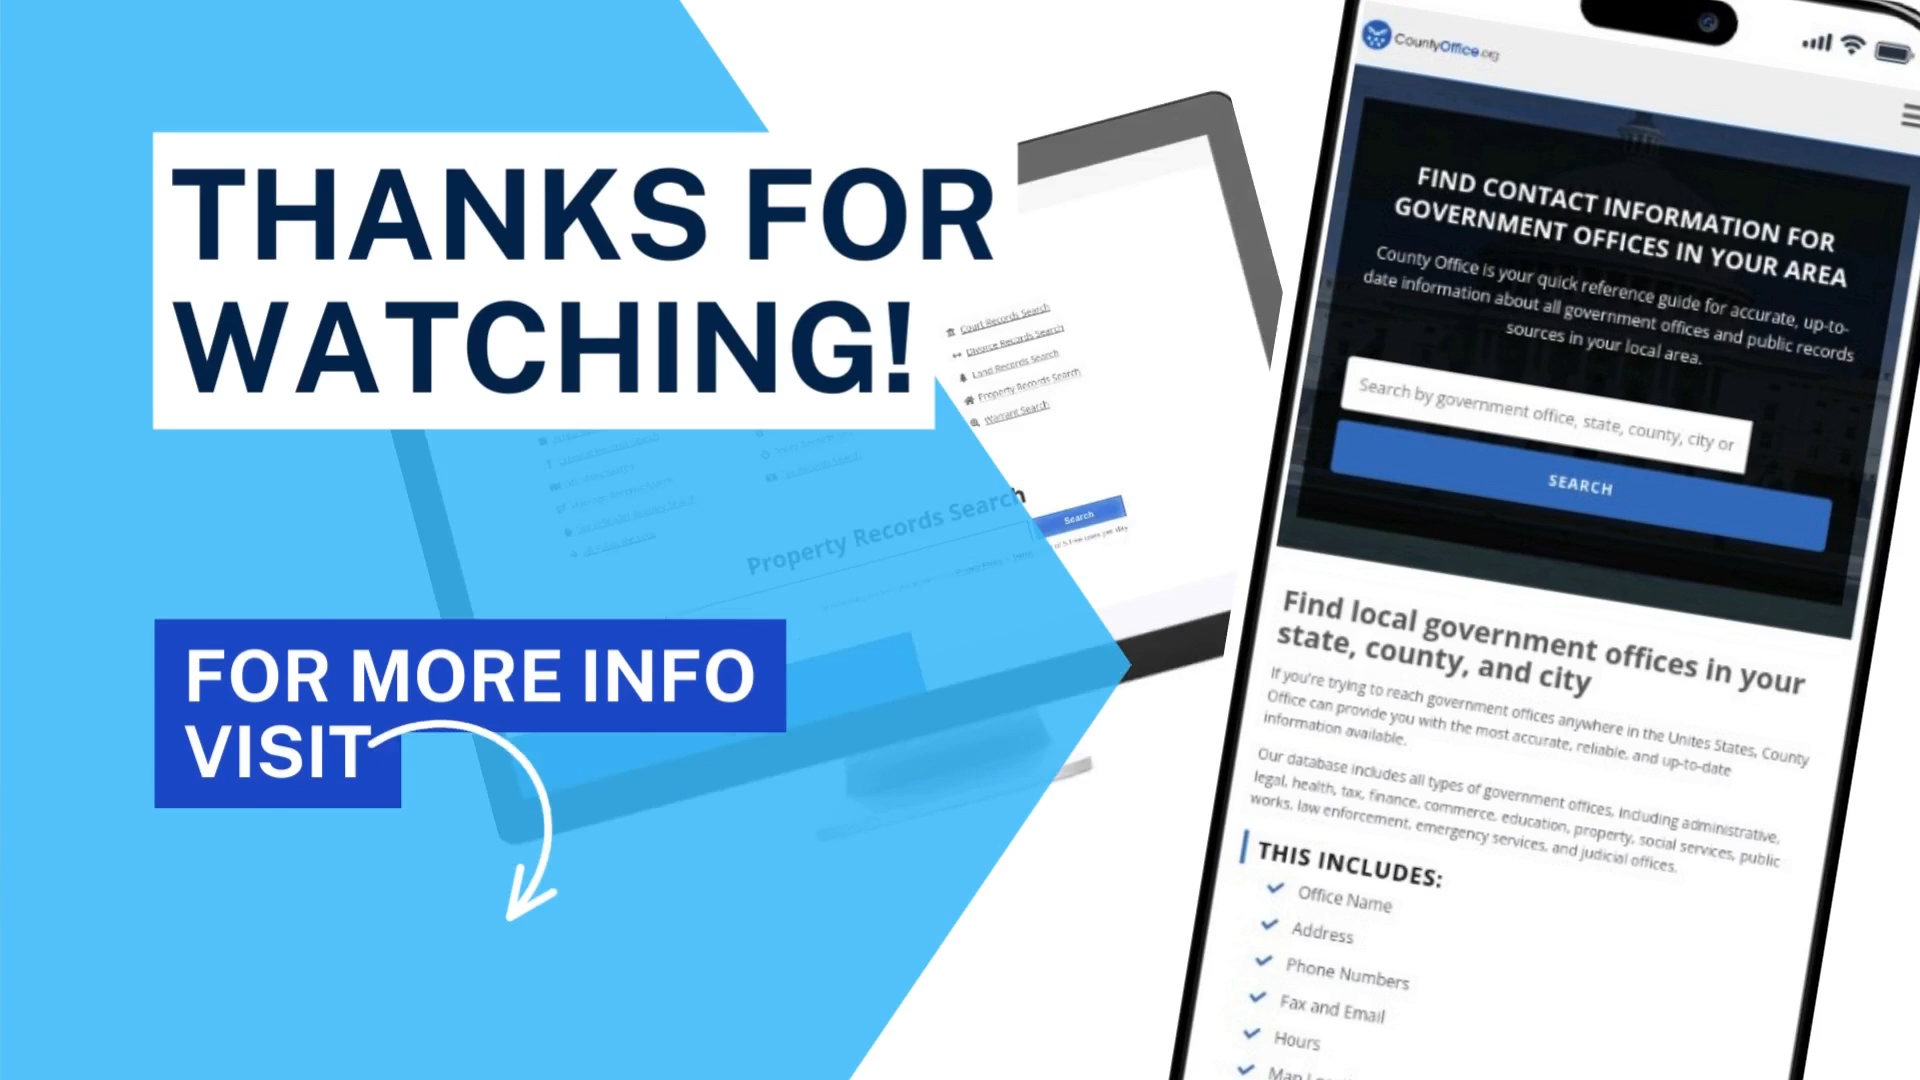 THANKS FOR
WATCHING!
FOR MORE INFO
VISIT
Court Records Search
Divorce Records Search
Land Records Search
Property Records Search
Warrant Search
Property Records Search
Search
CountyOffice.org
FIND CONTACT INFORMATION FOR
GOVERNMENT OFFICES IN YOUR AREA
County Office is your quick reference guide for accurate, up-to-
date information about all government offices and public records
sources in your local area.
Search by government office, state, county, city or
SEARCH
Find local government offices in your
state, county, and city
If you're trying to reach government offices anywhere in the Unites States, County
Office can provide you with the most accurate, reliable, and up-to-date
information available.
Our database includes all types of government offices, including administrative,
legal, health, tax, finance, commerce, education, property, social services, public
works, law enforcement, emergency services, and judicial offices.
THIS INCLUDES:
Office Name
Address
Phone Numbers
Fax and Email
Hours